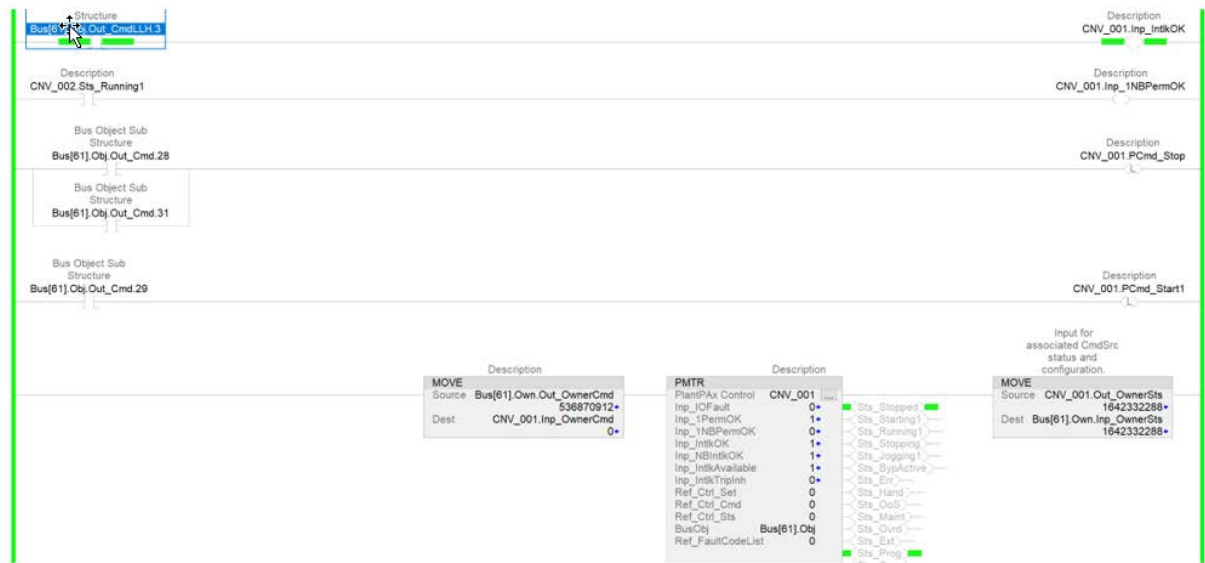 Structure
Description
Bus[61].Obj.Out_CmdLLH.3
CNV_001.Inp_IntlkOK
Description
Description
CNV_002.Sts_Running1
CNV_001.Inp_1NBPermOK
Bus Object Sub
Structure
Description
Bus[61].Obj.Out_Cmd.28
CNV_001.PCmd_Stop
L
Bus Object Sub
Structure
Bus[61].Obj.Out_Cmd.31
Bus Object Sub
Structure
Description
Bus[61].Obj.Out_Cmd.29
CNV_001.PCmd_Start1
L
Description
MOVE
Source Bus[61].Own.Out_OwnerCmd
536870912
Dest CNV_001.Inp_OwnerCmd
0
Description
PMTR
PlantPAx Control CNV_001 ...
Inp_IOFault 0
Inp_1PermOK 1
Inp_1NBPermOK 0
Inp_IntlkOK 1
Inp_NBIntlkOK 1
Inp_IntlkAvailable 1
Inp_IntlkTripInh 0
Ref_Ctrl_Set 0
Ref_Ctrl_Cmd 0
Ref_Ctrl_Sts 0
BusObj Bus[61].Obj
Ref_FaultCodeList 0
Sts_Stopped
Sts_Starting1
Sts_Running1
Sts_Stopping
Sts_Jogging1
Sts_BypActive
Sts_Err
Sts_Hand
Sts_OoS
Sts_Maint
Sts_Ovrd
Sts_Ext
Sts_Prog
Input for
associated CmdSrc
status and
configuration.
MOVE
Source CNV_001.Out_OwnerSts
1642332288
Dest Bus[61].Own.Inp_OwnerSts
1642332288